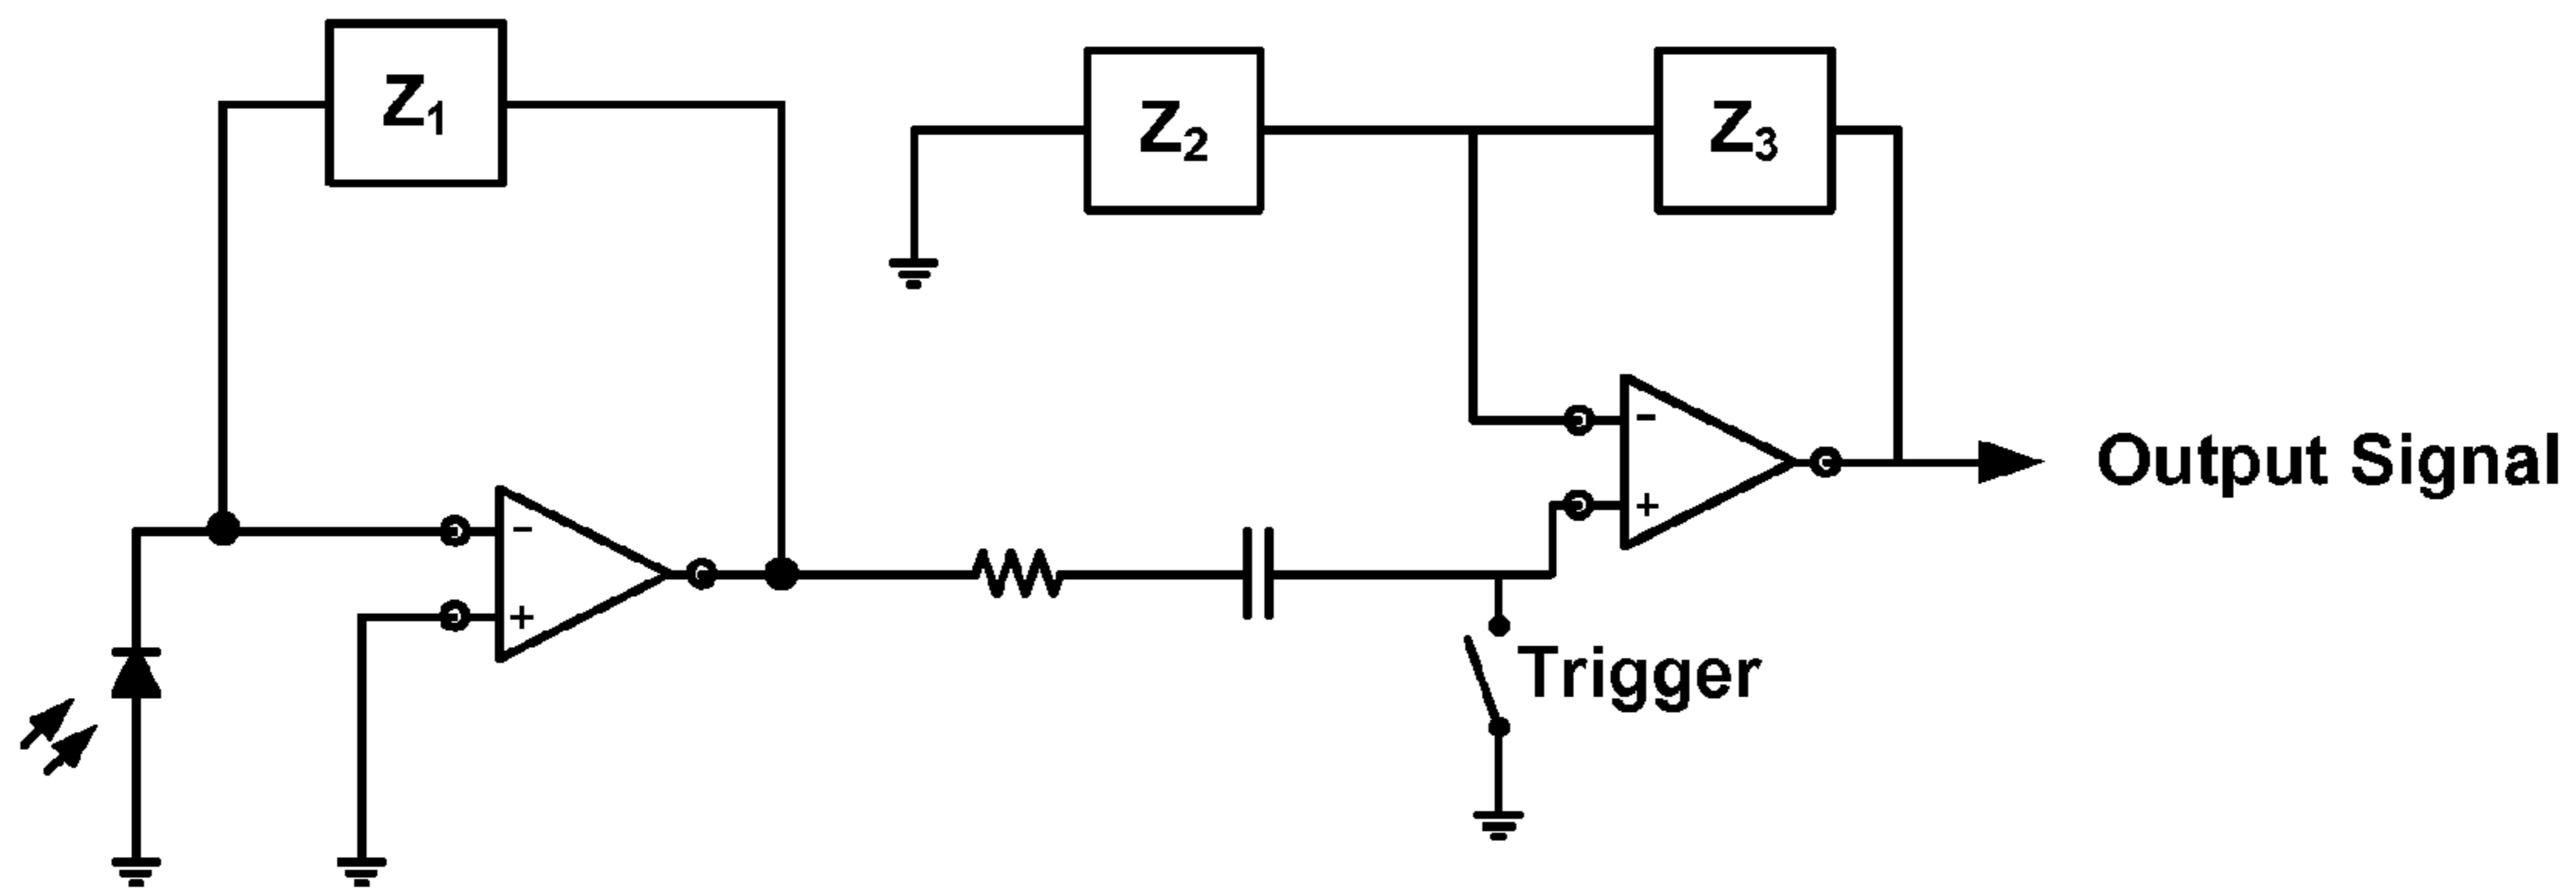 Z1
Z2
Z3
-
+
-
+
Output Signal
Trigger